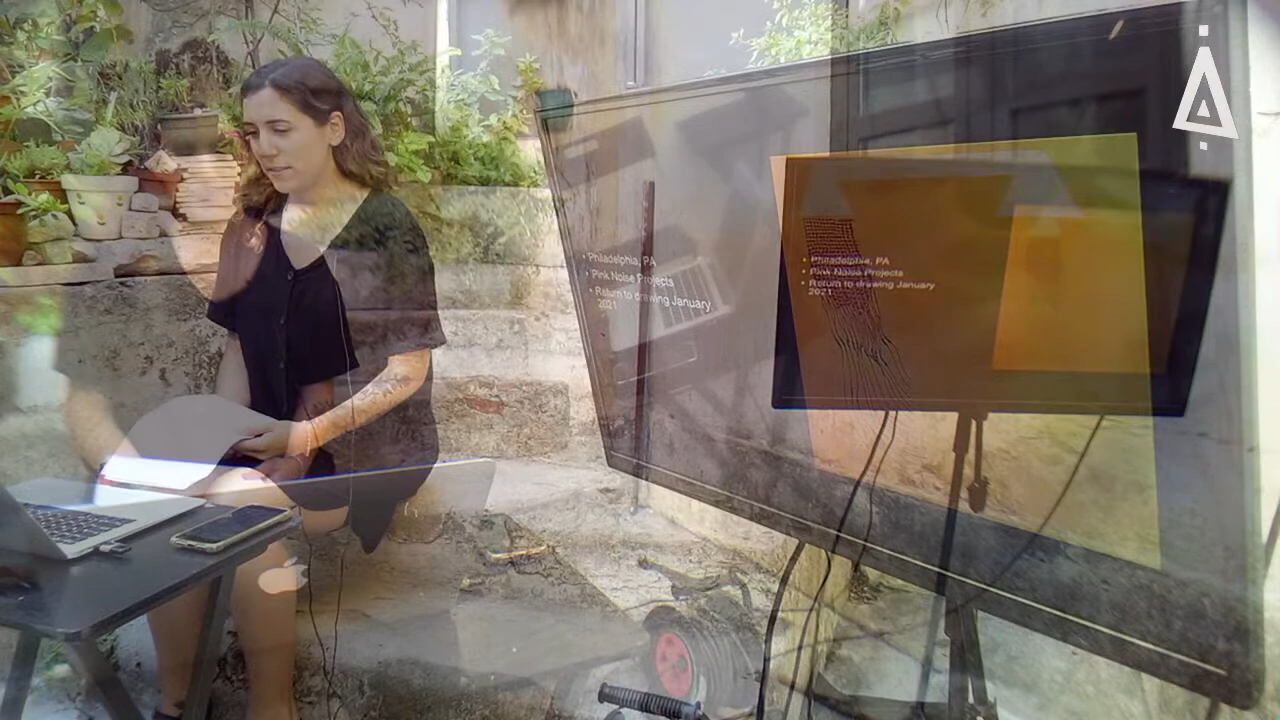 • Philadelphia, PA
• Pink Noise Projects
• Return to drawing January
2021
• Philadelphia, PA
• Pink Noise Projects
• Return to drawing January
2021